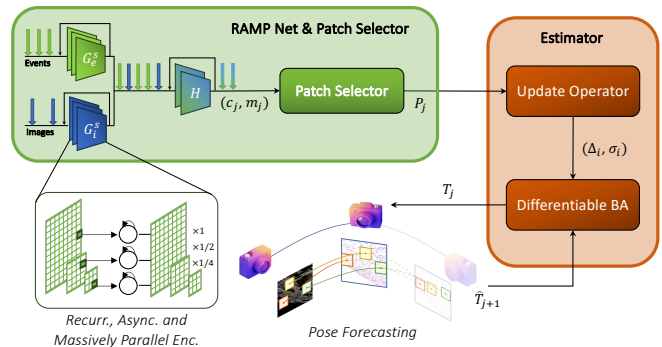 RAMP Net & Patch Selector
Events
G_e^s
Images
G_i^s
H
(c_j, m_j)
Patch Selector
P_j
Estimator
Update Operator
(Δ_i, σ_i)
Differentiable BA
T_j
T̂_{j+1}
×1
×1/2
×1/4
Recurr., Async. and
Massively Parallel Enc.
Pose Forecasting